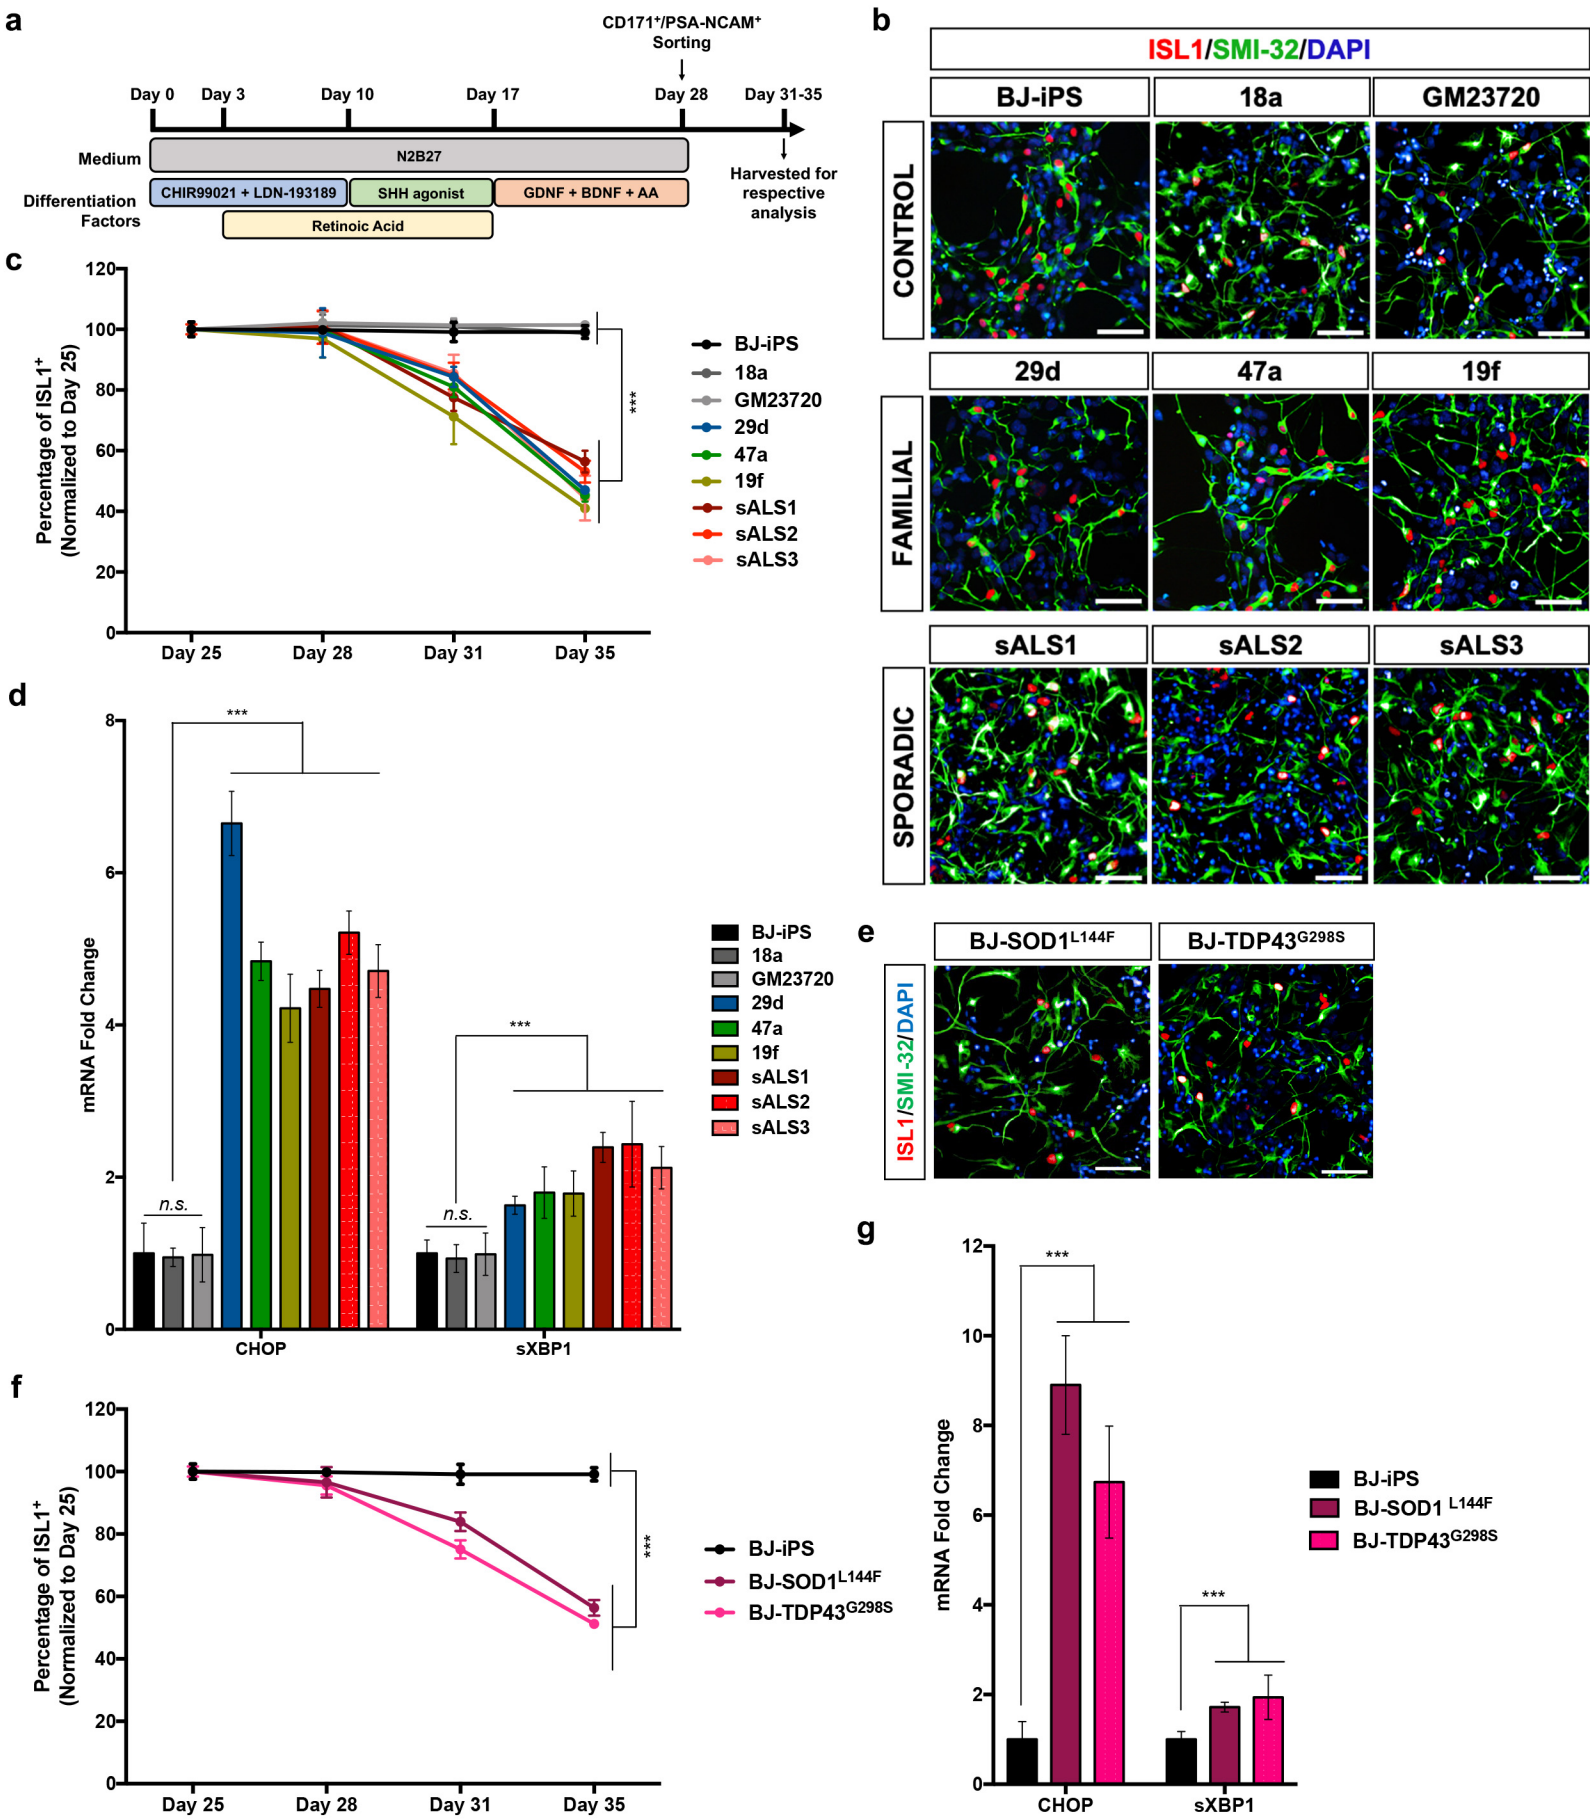 a
CD171⁺/PSA-NCAM⁺
Sorting
Day 0 Day 3 Day 10 Day 17 Day 28 Day 31-35
Medium
N2B27
Differentiation
Factors
CHIR99021 + LDN-193189
SHH agonist
GDNF + BDNF + AA
Retinoic Acid
Harvested for
respective
analysis
b
ISL1/SMI-32/DAPI
BJ-iPS 18a GM23720
CONTROL
29d 47a 19f
FAMILIAL
sALS1 sALS2 sALS3
SPORADIC
c
Percentage of ISL1⁺
(Normalized to Day 25)
120
100
80
60
40
20
0
Day 25 Day 28 Day 31 Day 35
***
BJ-iPS
18a
GM23720
29d
47a
19f
sALS1
sALS2
sALS3
d
mRNA Fold Change
8
6
4
2
0
***
n.s.
***
n.s.
CHOP sXBP1
BJ-iPS
18a
GM23720
29d
47a
19f
sALS1
sALS2
sALS3
e
BJ-SOD1ᴸ¹⁴⁴ᶠ BJ-TDP43ᴳ²⁹⁸ˢ
ISL1/SMI-32/DAPI
f
Percentage of ISL1⁺
(Normalized to Day 25)
120
100
80
60
40
20
0
Day 25 Day 28 Day 31 Day 35
***
BJ-iPS
BJ-SOD1ᴸ¹⁴⁴ᶠ
BJ-TDP43ᴳ²⁹⁸ˢ
g
mRNA Fold Change
12
10
8
6
4
2
0
***
***
CHOP sXBP1
BJ-iPS
BJ-SOD1 ᴸ¹⁴⁴ᶠ
BJ-TDP43ᴳ²⁹⁸ˢ